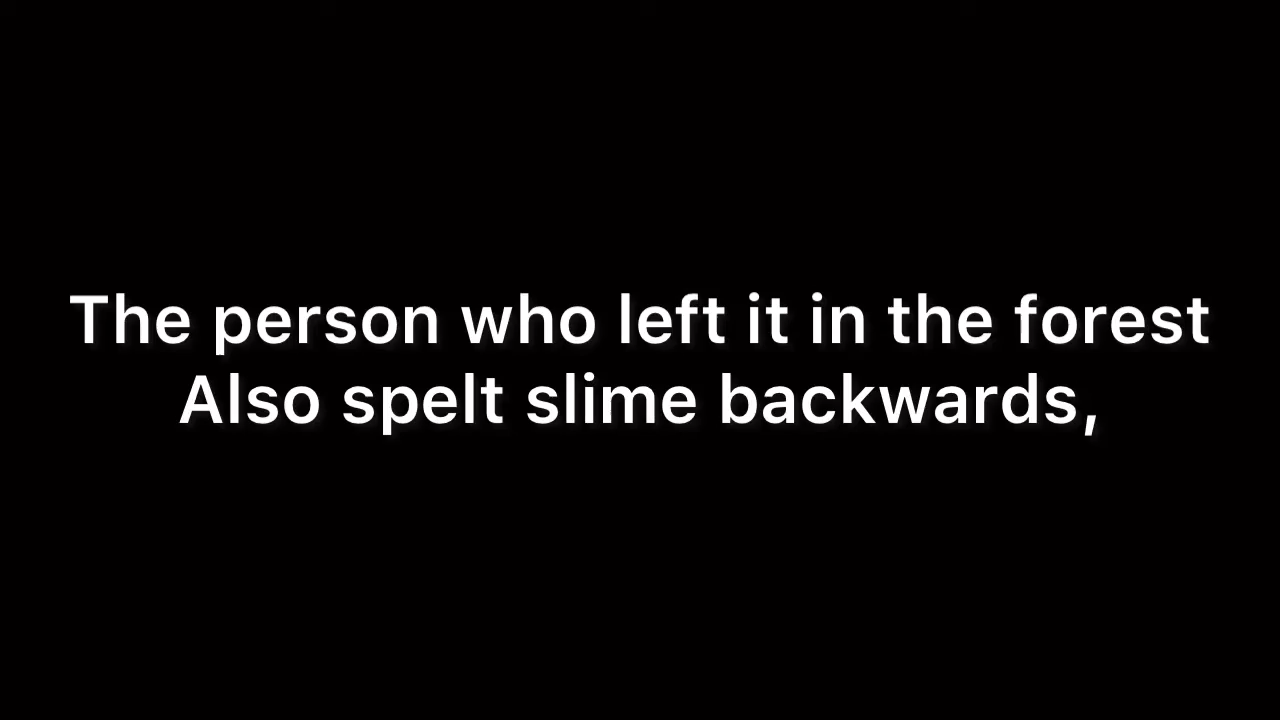 The person who left it in the forest
Also spelt slime backwards,